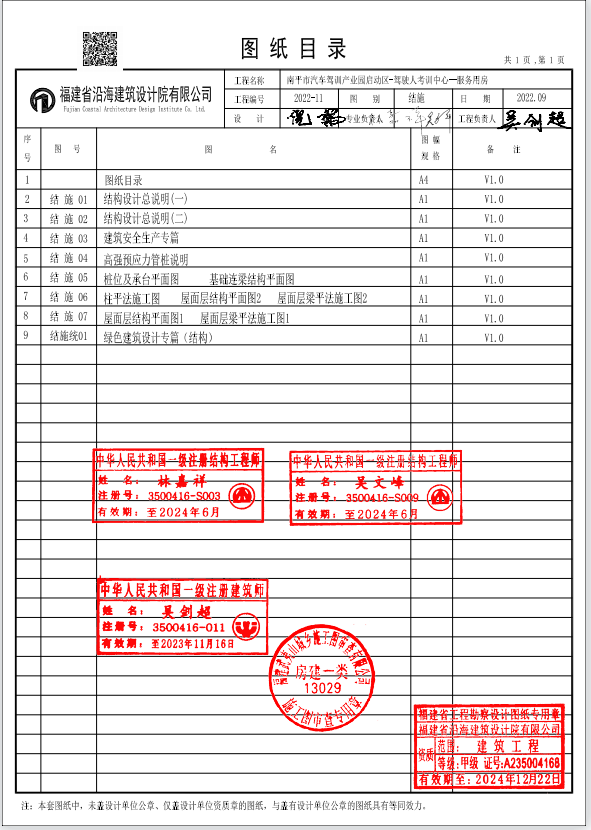 图纸目录
共 1 页 ,第 1 页
福建省沿海建筑设计院有限公司
Fujian Coastal Architecture Design Institute Co. Ltd.
工程名称 南平市汽车驾训产业园启动区-驾驶人考训中心--服务用房
工程编号 2022-11 图 别 结施 日 期 2022.09
设 计 专业负责人 工程负责人 吴剑超
序号 图 号 图 名 图幅规格 备 注
1 图纸目录 A4 V1.0
2 结 施 01 结构设计总说明(一) A1 V1.0
3 结 施 02 结构设计总说明(二) A1 V1.0
4 结 施 03 建筑安全生产专篇 A1 V1.0
5 结 施 04 高强预应力管桩说明 A1 V1.0
6 结 施 05 桩位及承台平面图 基础连梁结构平面图 A1 V1.0
7 结 施 06 柱平法施工图 屋面层结构平面图2 屋面层梁平法施工图2 A1 V1.0
8 结 施 07 屋面层结构平面图1 屋面层梁平法施工图1 A1 V1.0
9 结施统01 绿色建筑设计专篇(结构) A1 V1.0
中华人民共和国一级注册结构工程师
姓 名: 林嘉祥
注册号: 3500416-S003
有效期: 至2024年6月
中华人民共和国一级注册结构工程师
姓 名: 吴文峰
注册号: 3500416-S009
有效期: 至2024年6月
中华人民共和国一级注册建筑师
姓 名: 吴剑超
注册号: 3500416-011
有效期: 至2023年11月16日
房建一类
13029
施工图审查专用章
福建省工程勘察设计图纸专用章
福建省沿海建筑设计院有限公司
资质 范围: 建筑工程
等级:甲级 证号:A235004168
有效期至:2024年12月22日
注: 本套图纸中, 未盖设计单位公章、仅盖设计单位资质章的图纸, 与盖有设计单位公章的图纸具有等同效力。